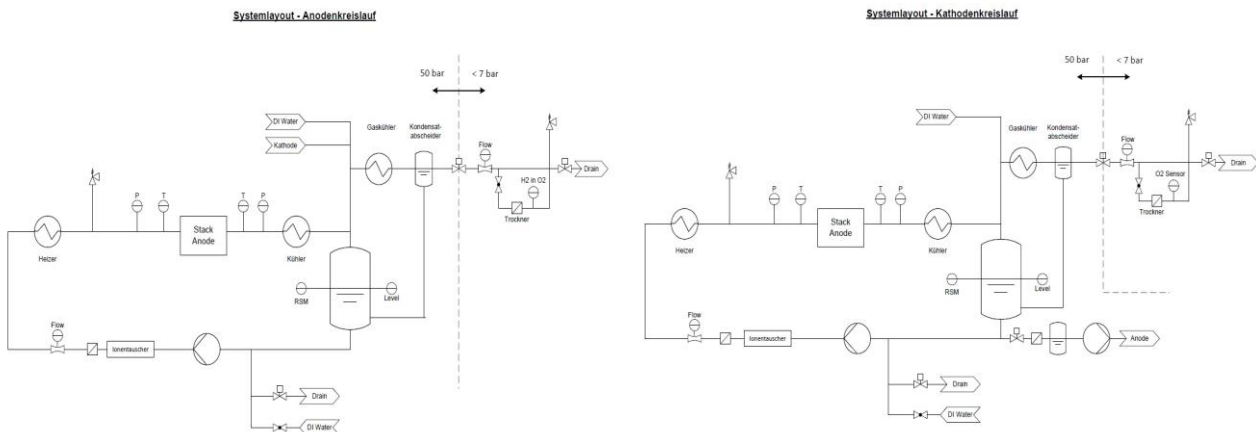 Systemlayout - Anodenkreislauf
50 bar
< 7 bar
DI Water
Kathode
Gaskühler
Kondensat-
abscheider
Flow
Drain
H2 in O2
Trockner
P
T
T
P
Stack
Anode
Heizer
Kühler
RSM
Level
Flow
Ionentauscher
Drain
DI Water
Systemlayout - Kathodenkreislauf
50 bar
< 7 bar
DI Water
Gaskühler
Kondensat-
abscheider
Flow
Drain
O2 Sensor
Trockner
P
T
T
P
Stack
Anode
Heizer
Kühler
RSM
Level
Flow
Ionentauscher
Anode
Drain
DI Water